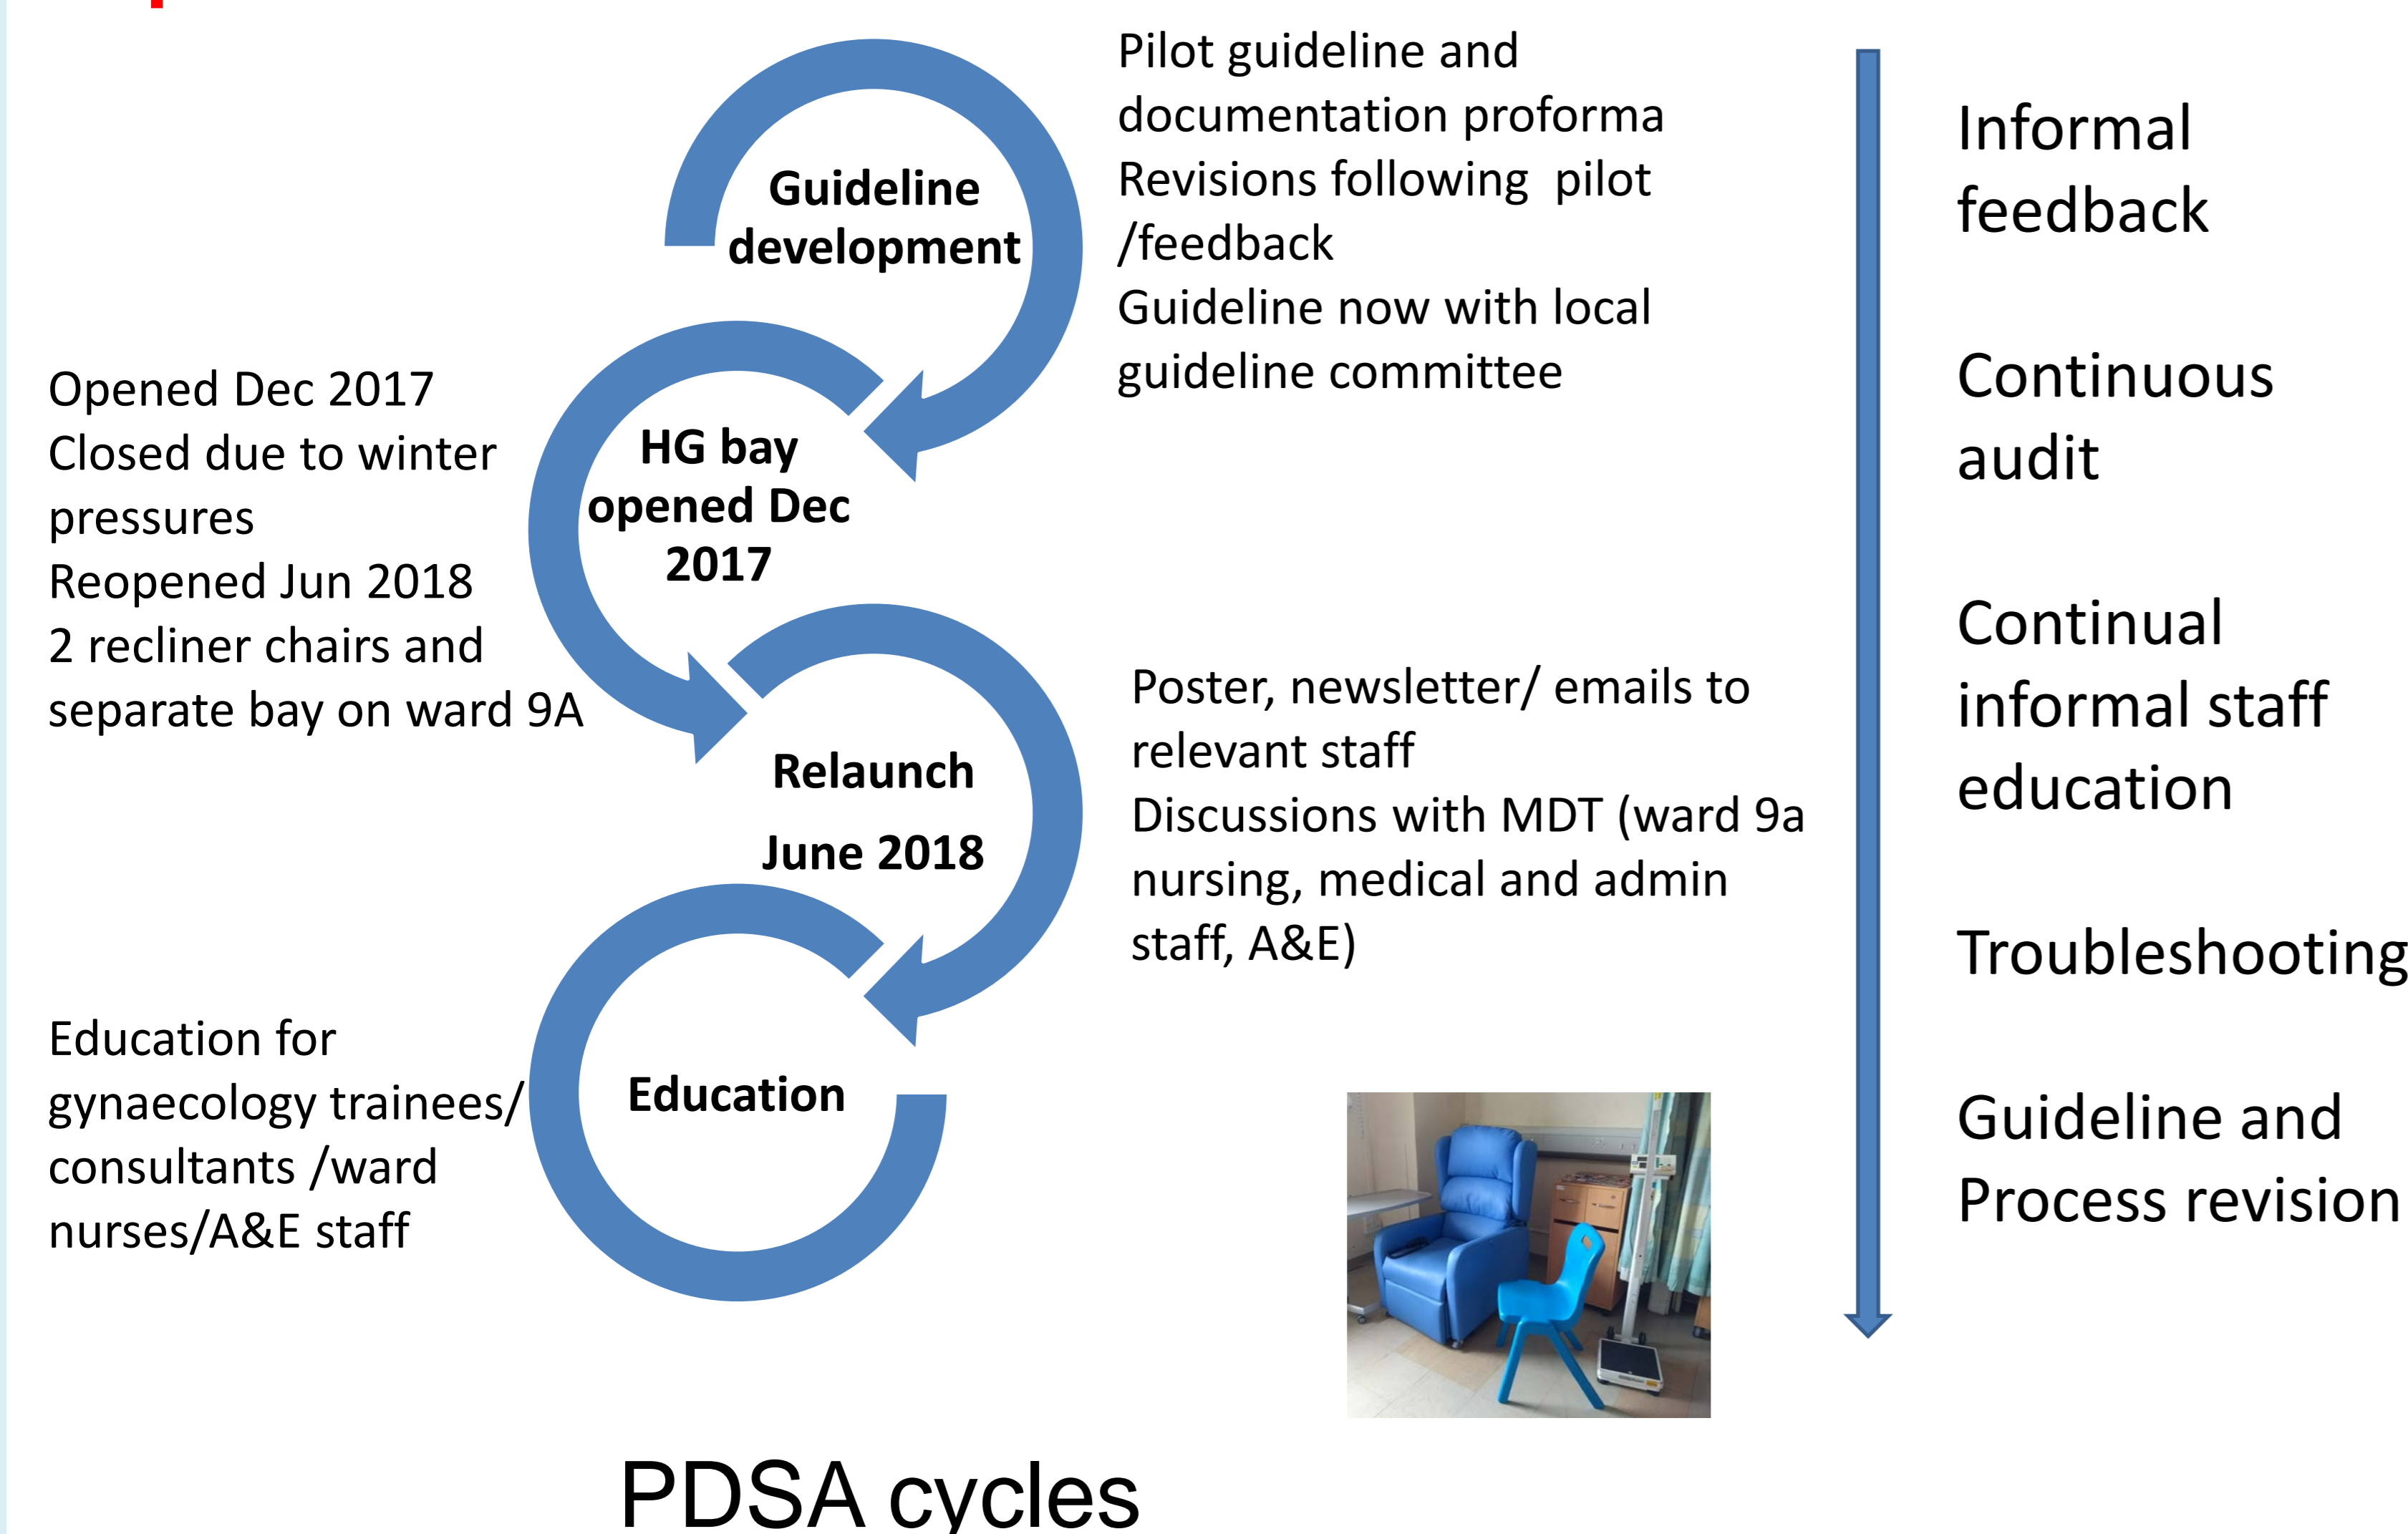 Guideline
development
Pilot guideline and
documentation proforma
Revisions following  pilot
/feedback
Guideline now with local
guideline committee
Opened Dec 2017
Closed due to winter
pressures
Reopened Jun 2018
2 recliner chairs and
separate bay on ward 9A
HG bay
opened Dec
2017
Relaunch
June 2018
Poster, newsletter/ emails to
relevant staff
Discussions with MDT (ward 9a
nursing, medical and admin
staff, A&E)
Education for
gynaecology trainees/
consultants /ward
nurses/A&E staff
Education
Informal
feedback
Continuous
audit
Continual
informal staff
education
Troubleshooting
Guideline and
Process revision
PDSA cycles